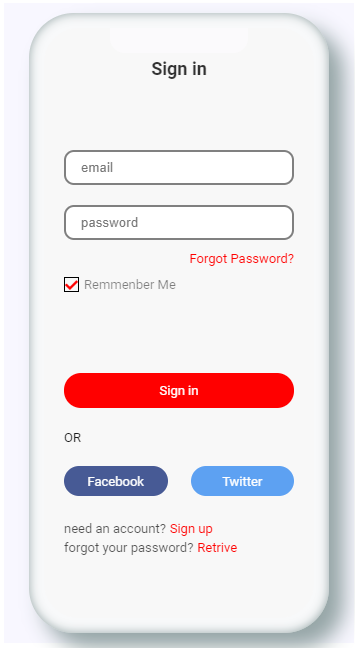 Sign in
email
password
Forgot Password?
Remmenber Me
Sign in
OR
Facebook Twitter
need an account? Sign up
forgot your password? Retrive